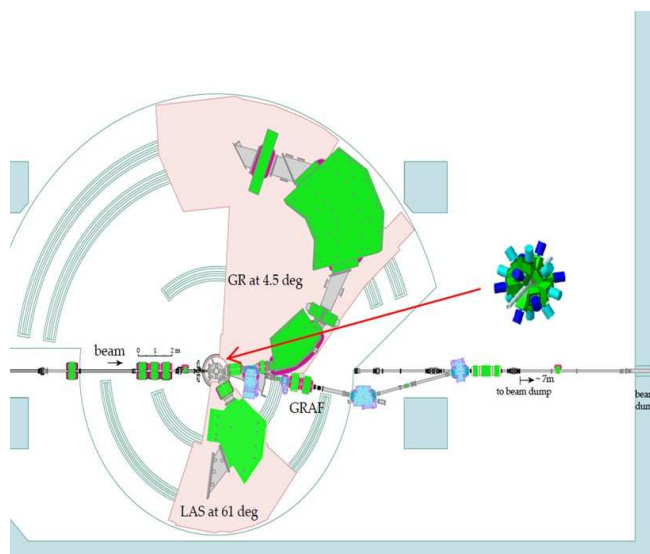 GR at 4.5 deg
beam
0 1 2 m
GRAF
~7m
to beam dump
beam
dump
LAS at 61 deg